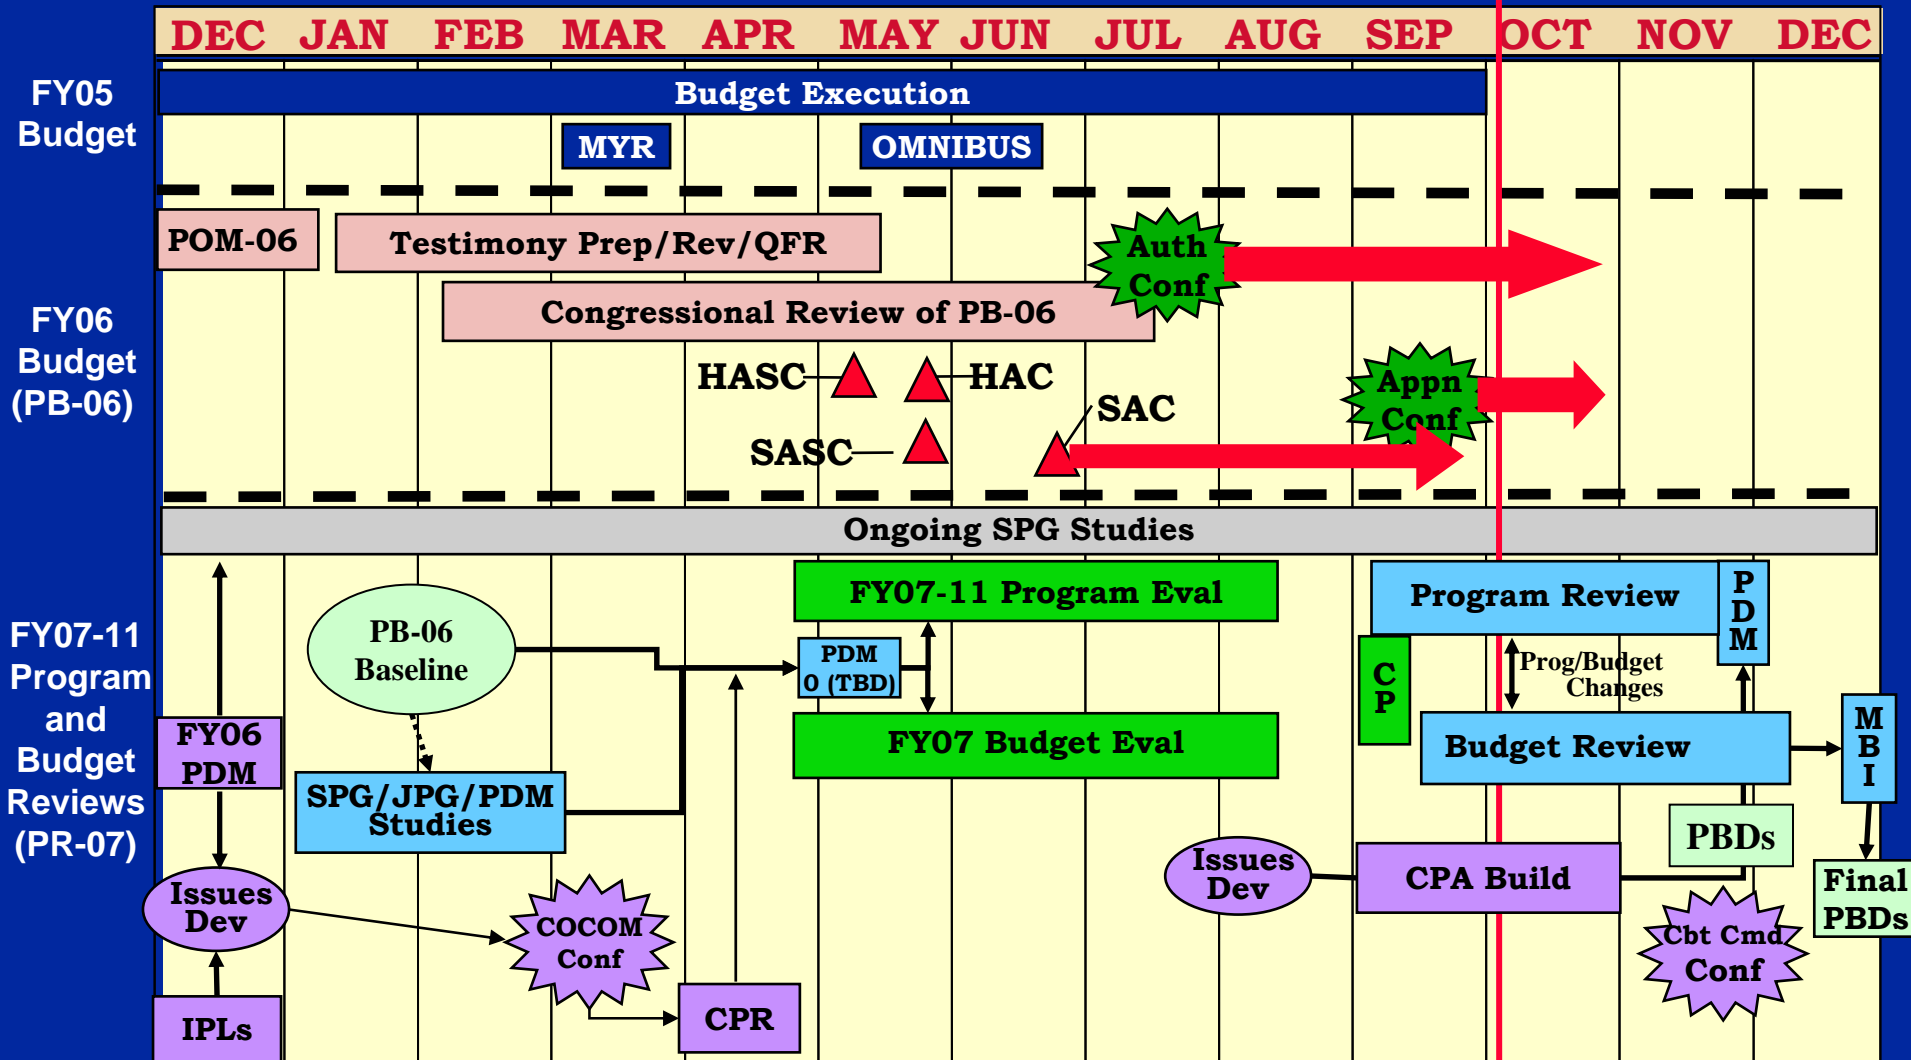 DEC JAN FEB MAR APR MAY JUN JUL AUG SEP OCT NOV DEC
FY05
Budget
Budget Execution
MYR
OMNIBUS
FY06
Budget
(PB-06)
POM-06
Testimony Prep/Rev/QFR
Auth
Conf
Congressional Review of PB-06
HASC
HAC
SASC
SAC
Appn
Conf
Ongoing SPG Studies
FY07-11
Program
and
Budget
Reviews
(PR-07)
FY06
PDM
Issues
Dev
IPLs
PB-06
Baseline
SPG/JPG/PDM
Studies
COCOM
Conf
CPR
FY07-11 Program Eval
PDM
0 (TBD)
FY07 Budget Eval
Issues
Dev
Program Review
P
D
M
C
P
Prog/Budget
Changes
Budget Review
M
B
I
PBDs
CPA Build
Final
PBDs
Cbt Cmd
Conf